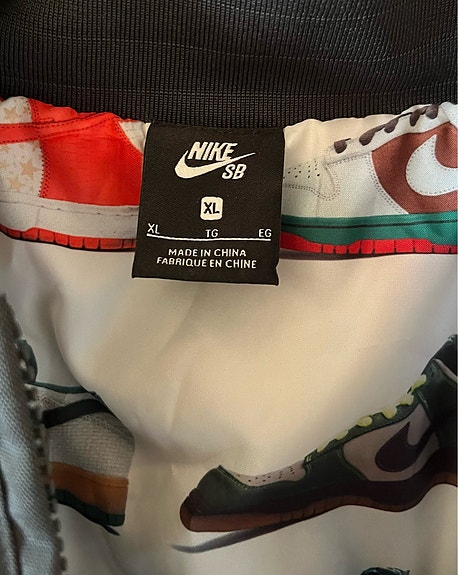 NIKE
SB
XL
XL TG EG
MADE IN CHINA
FABRIQUE EN CHINE